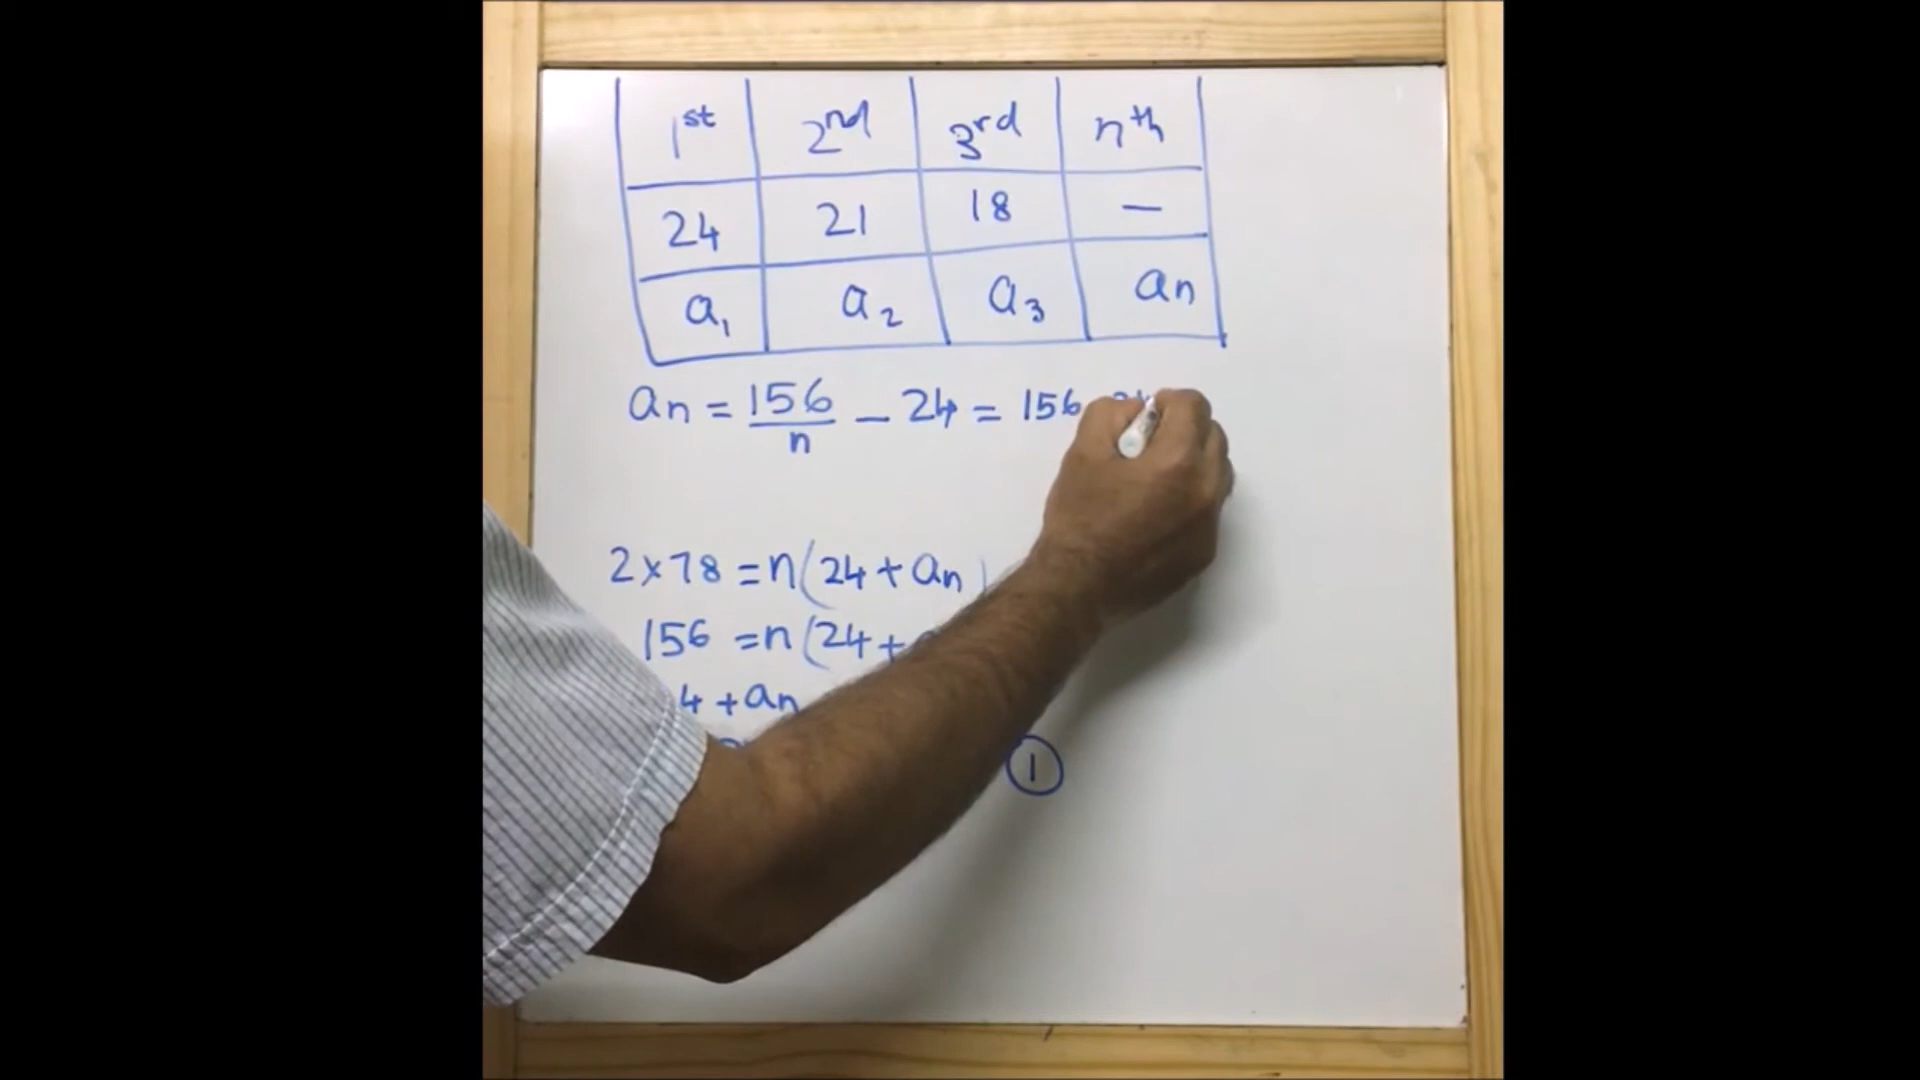 1st 2nd 3rd nth
24 21 18 —
a1 a2 a3 an
an = 156/n − 24 = 156
2×78 = n(24 + an)
156 = n(24 +
4 + an
1